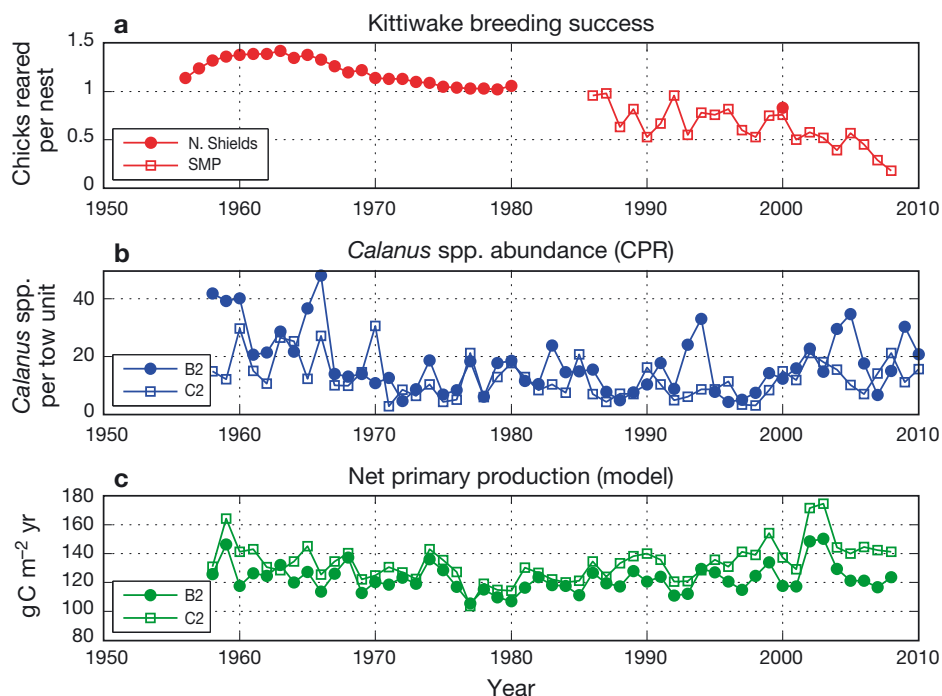 a Kittiwake breeding success
Chicks reared
per nest
1.5
1
0.5
0
N. Shields
SMP
1950 1960 1970 1980 1990 2000 2010
b Calanus spp. abundance (CPR)
Calanus spp.
per tow unit
40
20
0
B2
C2
1950 1960 1970 1980 1990 2000 2010
c Net primary production (model)
gC m⁻² yr
180
160
140
120
100
80
B2
C2
1950 1960 1970 1980 1990 2000 2010
Year